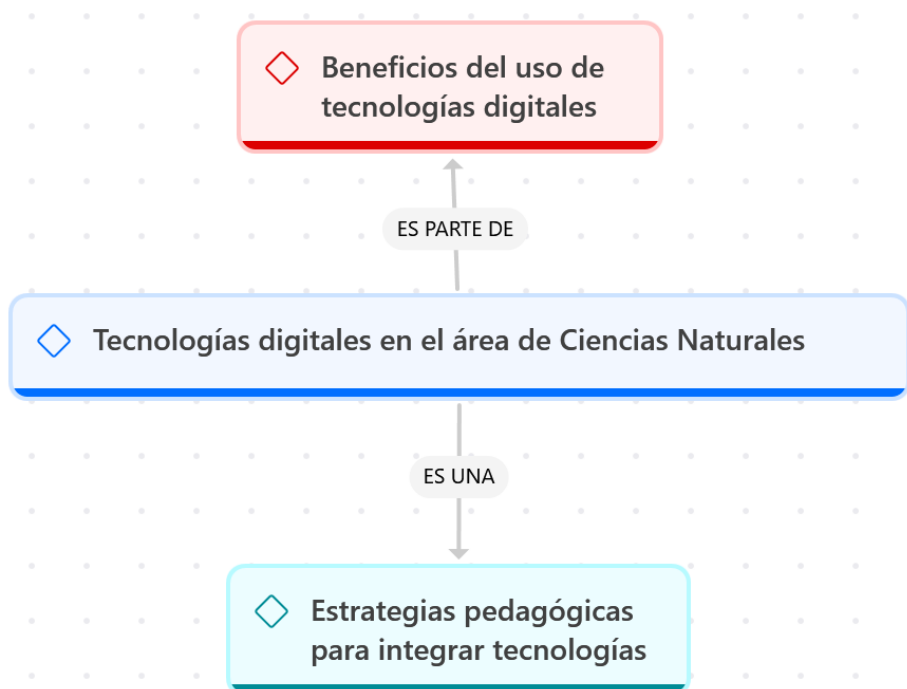 Beneficios del uso de
tecnologías digitales
ES PARTE DE
Tecnologías digitales en el área de Ciencias Naturales
ES UNA
Estrategias pedagógicas
para integrar tecnologías